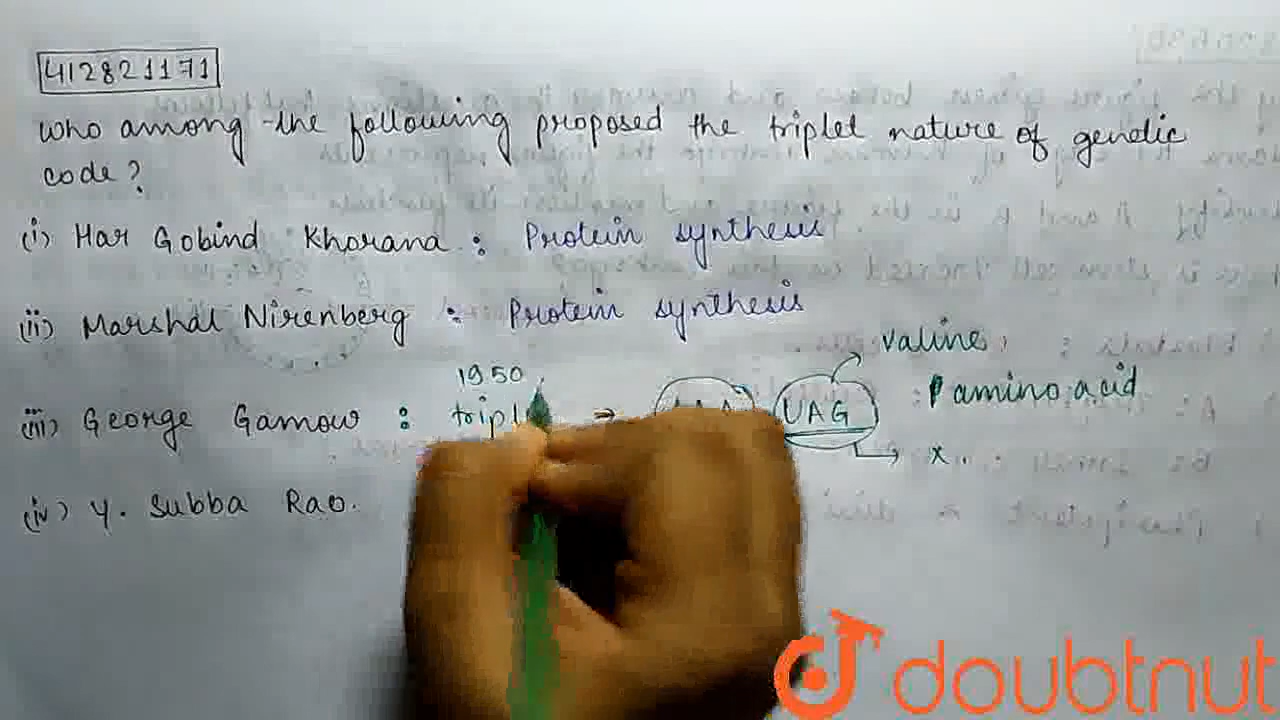 412821171
who among the following proposed the triplet nature of genetic
code?
(i) Har Gobind Khorana : Protein synthesis
(ii) Marshal Nirenberg : Protein synthesis
valine
1950
(iii) George Gamow : tripl → UAG : amino acid
x
(iv) Y. Subba Rao.
doubtnut